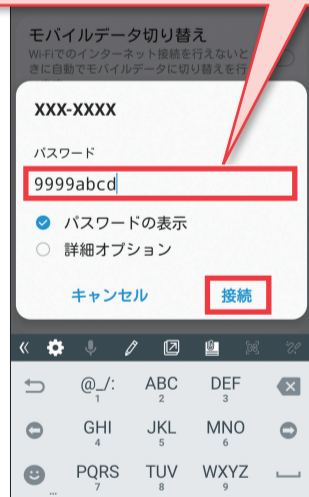 モバイルデータ切り替え
Wi-Fiでのインターネット接続を行えないと
きに自動でモバイルデータに切り替えを行
XXX-XXXX
パスワード
9999abcd
パスワードの表示
詳細オプション
キャンセル 接続
@_/: ABC DEF
1 2 3
GHI JKL MNO
4 5 6
PQRS TUV WXYZ
7 8 9